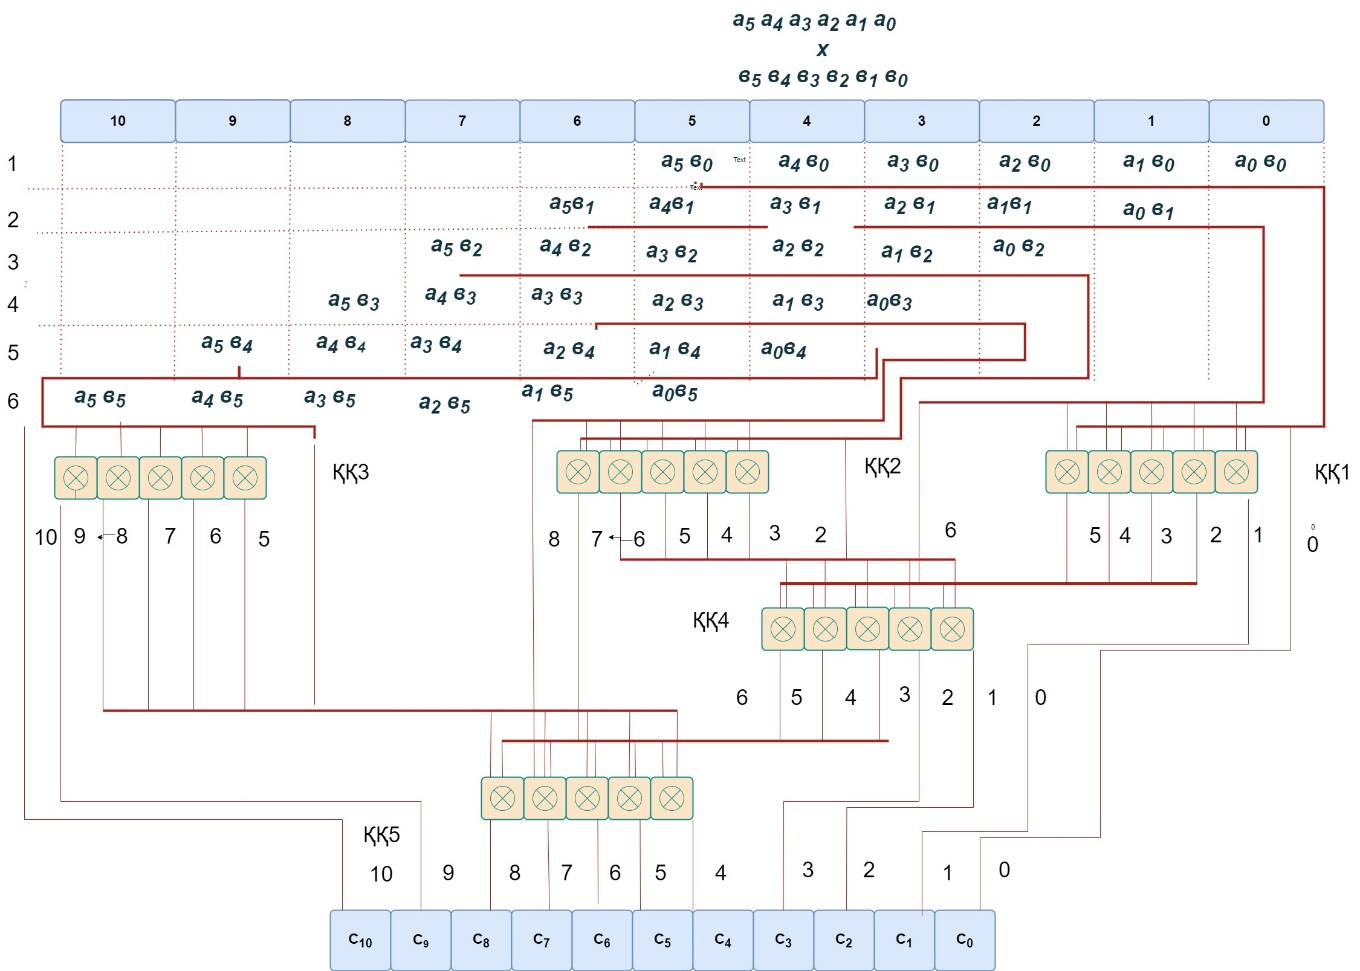 a₅ a₄ a₃ a₂ a₁ a₀
x
в₅ в₄ в₃ в₂ в₁ в₀
10 9 8 7 6 5 4 3 2 1 0
1 a₅ в₀ Text a₄ в₀ a₃ в₀ a₂ в₀ a₁ в₀ a₀ в₀
Text
2 a₅в₁ a₄в₁ a₃ в₁ a₂ в₁ a₁в₁ a₀ в₁
3 a₅ в₂ a₄ в₂ a₃ в₂ a₂ в₂ a₁ в₂ a₀ в₂
4 a₅ в₃ a₄ в₃ a₃ в₃ a₂ в₃ a₁ в₃ a₀в₃
5 a₅ в₄ a₄ в₄ a₃ в₄ a₂ в₄ a₁ в₄ a₀в₄
6 a₅ в₅ a₄ в₅ a₃ в₅ a₂ в₅ a₁ в₅ a₀в₅
ҚҚ3 ҚҚ2 ҚҚ1
10 9 8 7 6 5 8 7 6 5 4 3 2 6 5 4 3 2 1 0
0
ҚҚ4
6 5 4 3 2 1 0
ҚҚ5
10 9 8 7 6 5 4 3 2 1 0
C₁₀ C₉ C₈ C₇ C₆ C₅ C₄ C₃ C₂ C₁ C₀